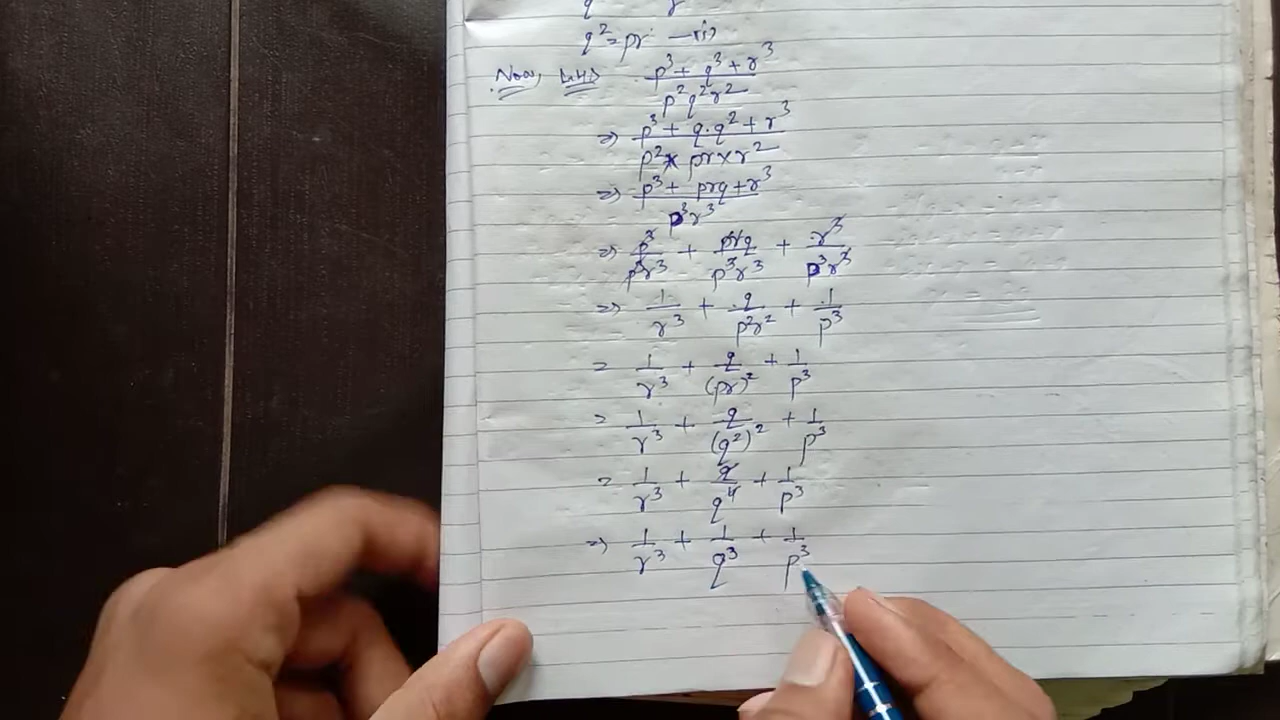 q² = pr —(i)
Now, LHS (p³ + q³ + r³)/(p²q²r²)
⇒ (p³ + q·q² + r³)/(p² × pr × r²)
⇒ (p³ + prq + r³)/(p³r³)
⇒ p³/(p³r³) + prq/(p³r³) + r³/(p³r³)
⇒ 1/r³ + q/(p²r²) + 1/p³
= 1/r³ + q/(pr)² + 1/p³
= 1/r³ + q/(q²)² + 1/p³
= 1/r³ + q/q⁴ + 1/p³
⇒ 1/r³ + 1/q³ + 1/p³